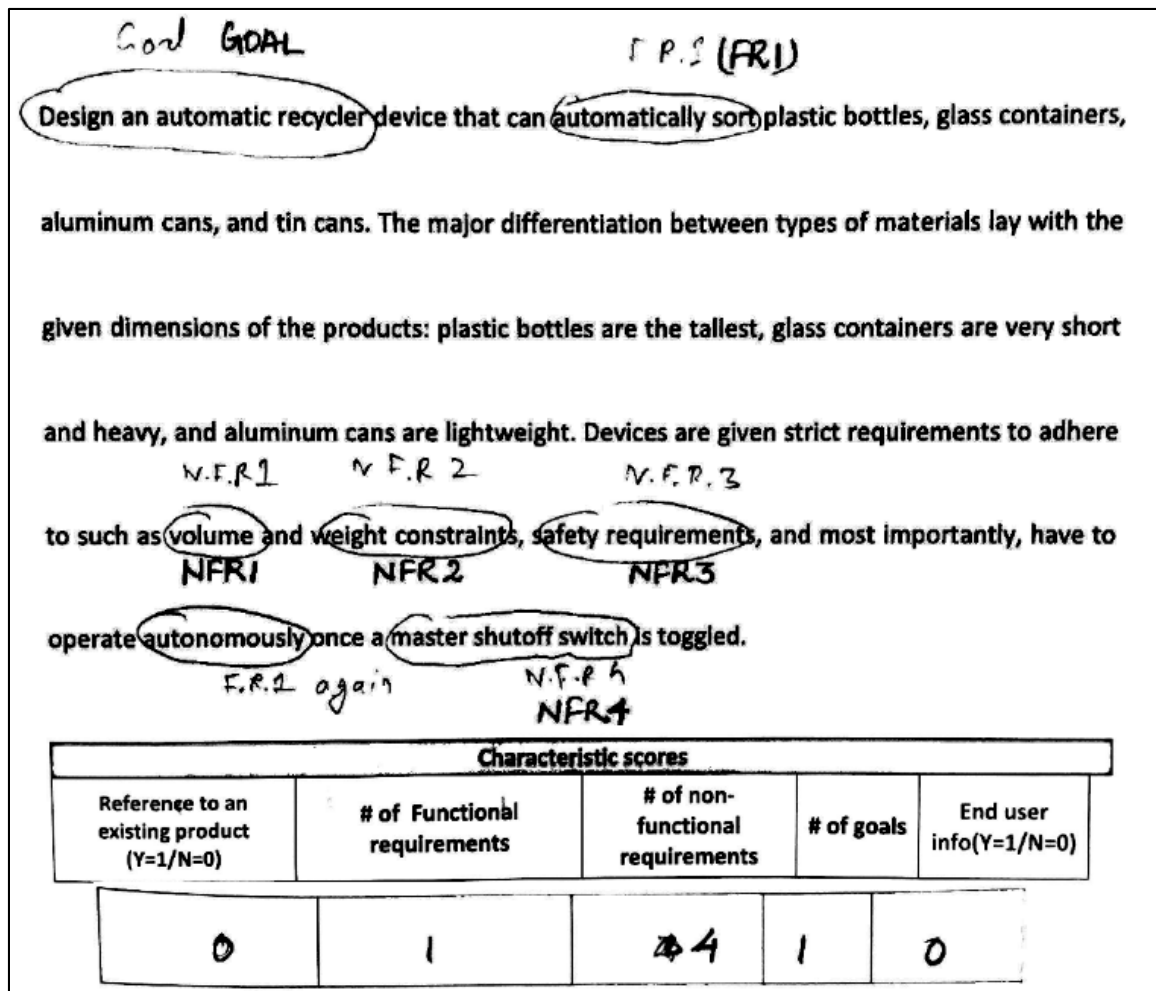 Goal GOAL
F.R.1 (FR1)
Design an automatic recycler device that can automatically sort plastic bottles, glass containers,
aluminum cans, and tin cans. The major differentiation between types of materials lay with the
given dimensions of the products: plastic bottles are the tallest, glass containers are very short
and heavy, and aluminum cans are lightweight. Devices are given strict requirements to adhere
N.F.R1 N F.R 2 N.F.R.3
to such as volume and weight constraints, safety requirements, and most importantly, have to
NFR1 NFR2 NFR3
operate autonomously once a master shutoff switch is toggled.
F.R.1 again N.F.R 4
NFR4
Characteristic scores
Reference to an existing product (Y=1/N=0)
# of Functional requirements
# of non-functional requirements
# of goals
End user info(Y=1/N=0)
0 1 4 1 0